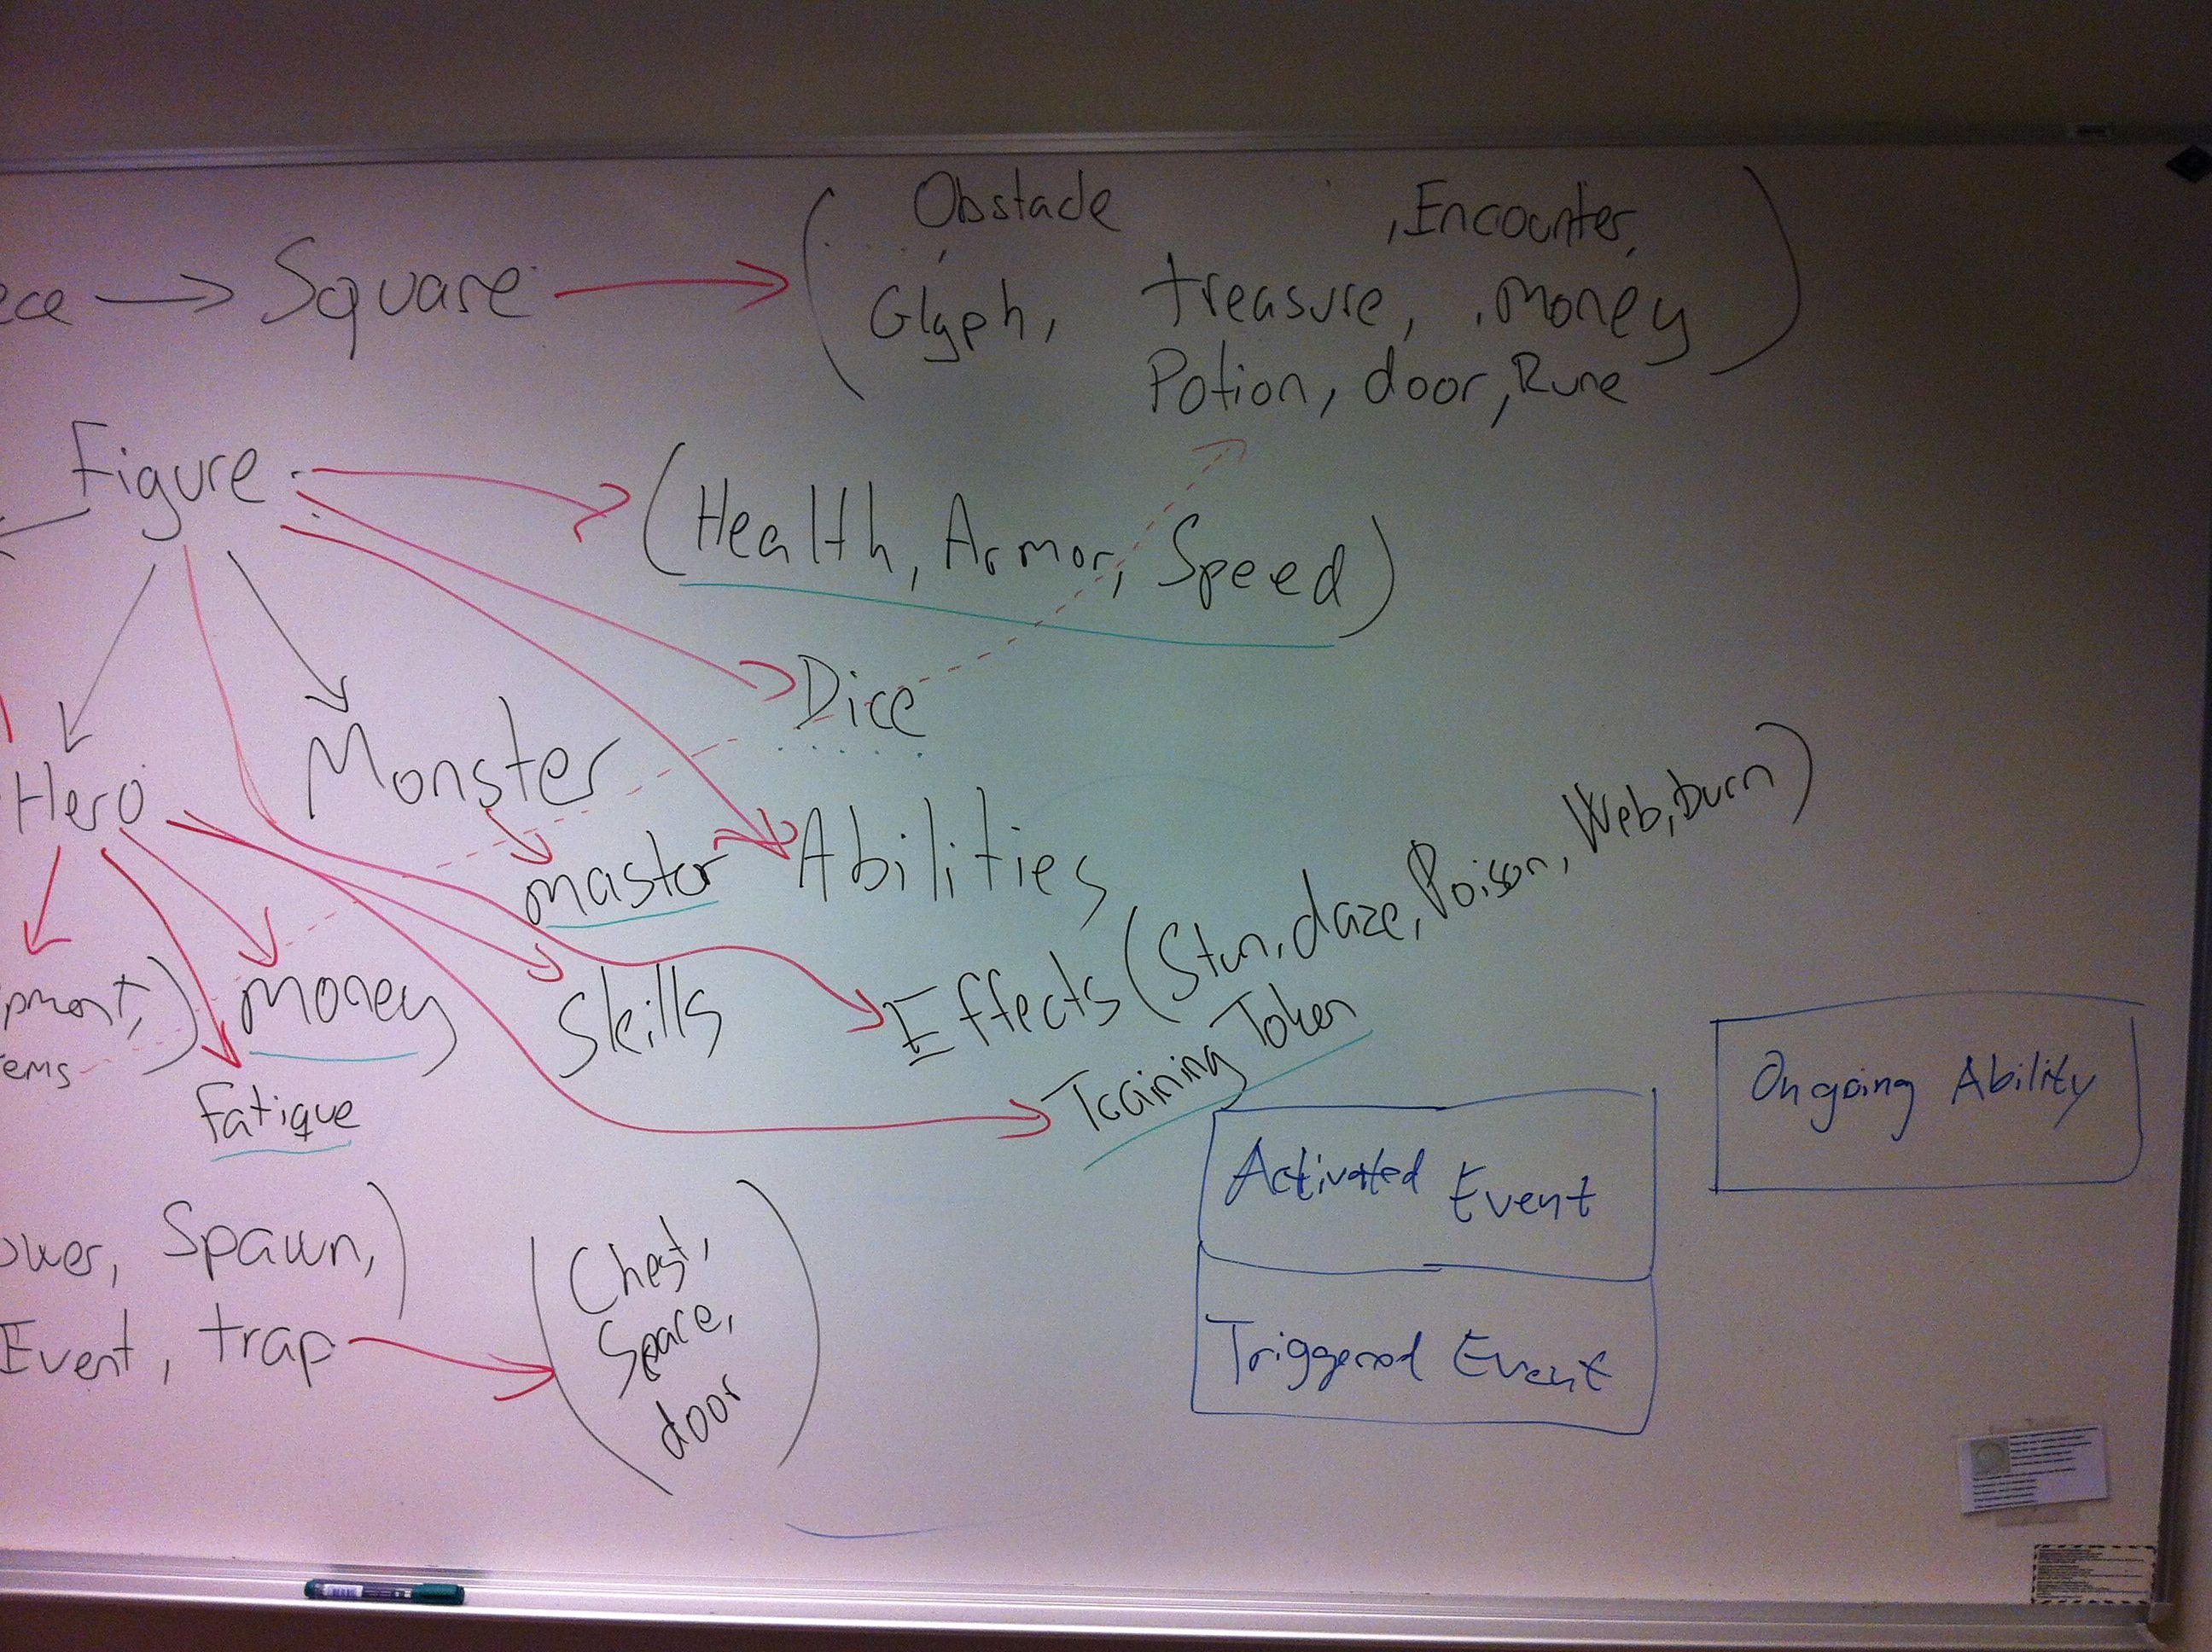 Obstacle , Encounter,
ece → Square → ( Glyph, treasure, , money )
Potion, door, Rune
Figure
(Health, Armor, Speed)
Dice
Monster
Hero
master
Abilities
Effects (Stun, daze, Poison, Web, burn)
Skills
money
pment,
ems )
fatigue
Training Token
Ongoing Ability
Activated Event
Triggered Event
ower, Spawn, )
Event, trap
(Chest,
Space,
door )